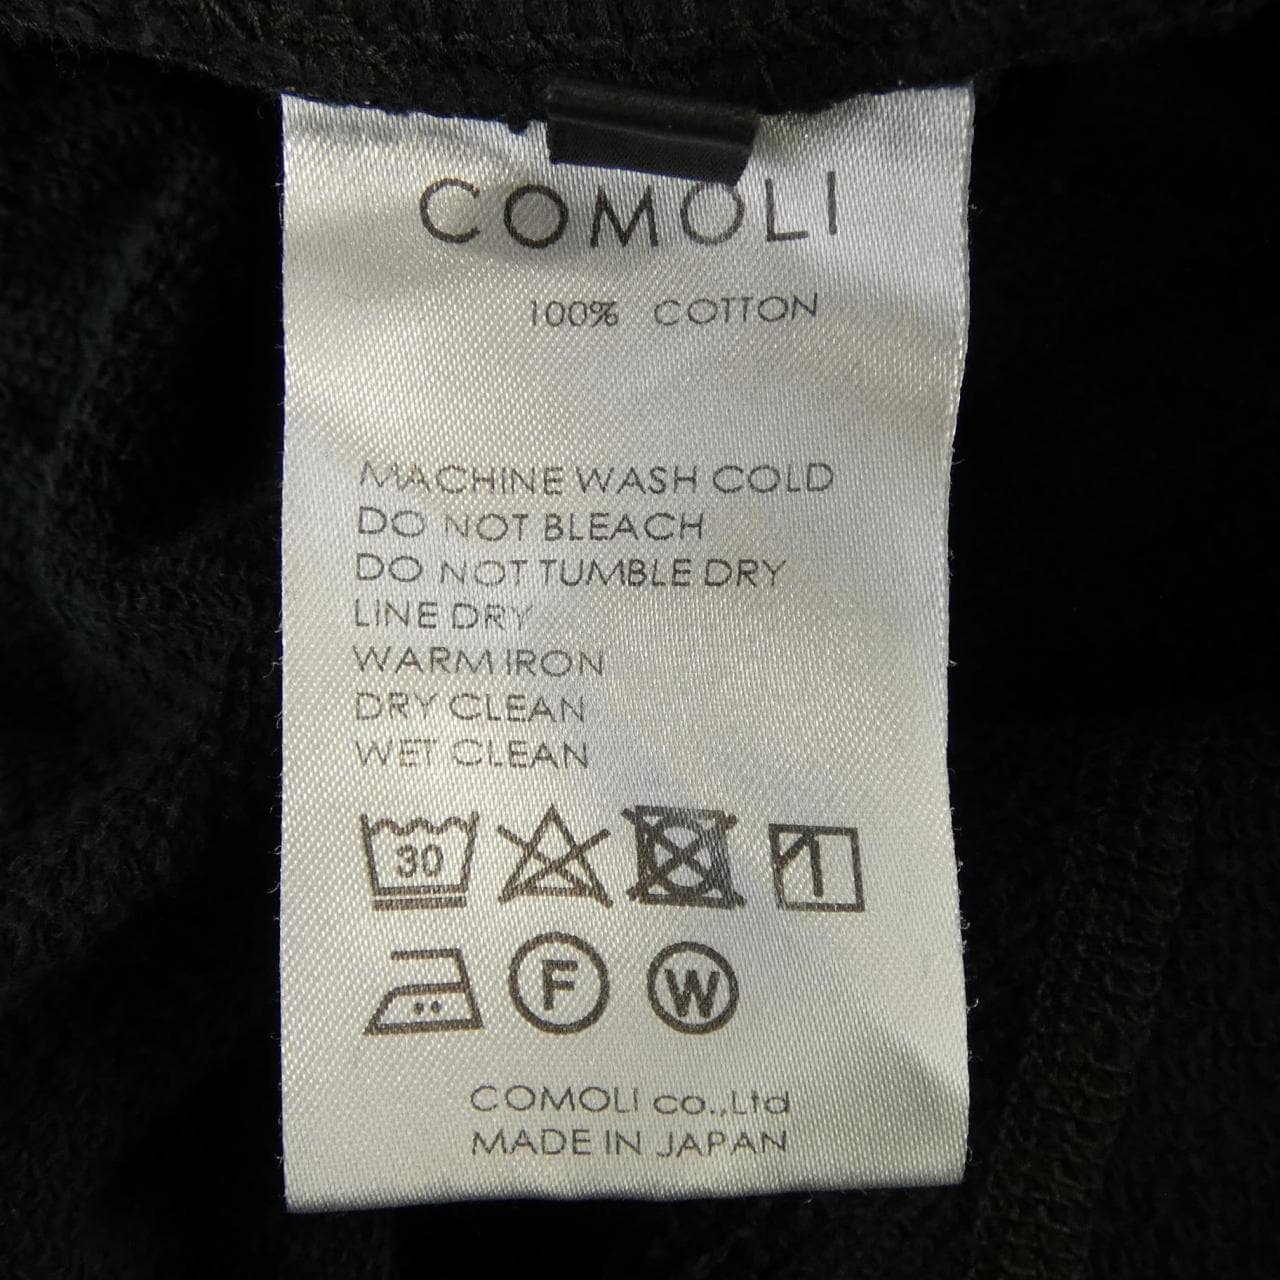 COMOLI
100% COTTON
MACHINE WASH COLD
DO NOT BLEACH
DO NOT TUMBLE DRY
LINE DRY
WARM IRON
DRY CLEAN
WET CLEAN
30
F W
COMOLI co.,Ltd
MADE IN JAPAN